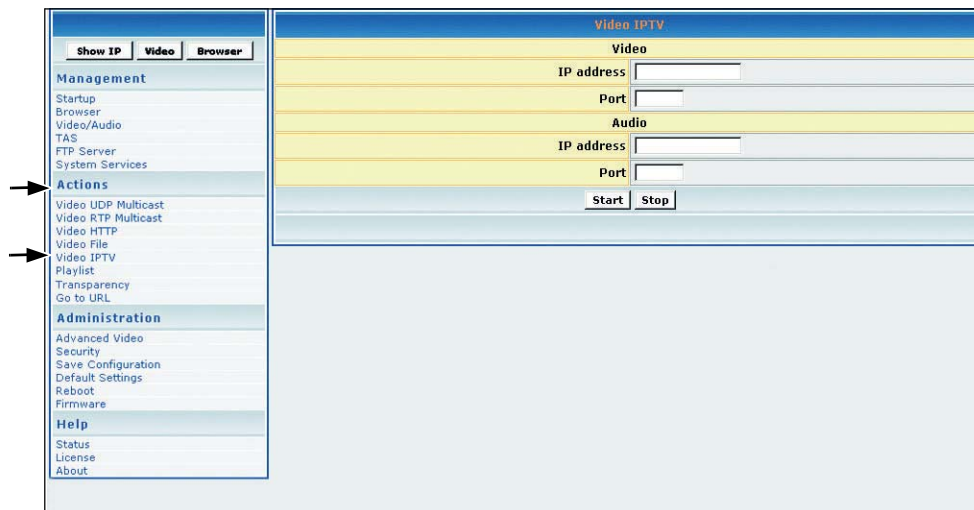 Show IP Video Browser
Management
Startup
Browser
Video/Audio
TAS
FTP Server
System Services
Actions
Video UDP Multicast
Video RTP Multicast
Video HTTP
Video File
Video IPTV
Playlist
Transparency
Go to URL
Administration
Advanced Video
Security
Save Configuration
Default Settings
Reboot
Firmware
Help
Status
License
About
Video IPTV
Video
IP address
Port
Audio
IP address
Port
Start Stop